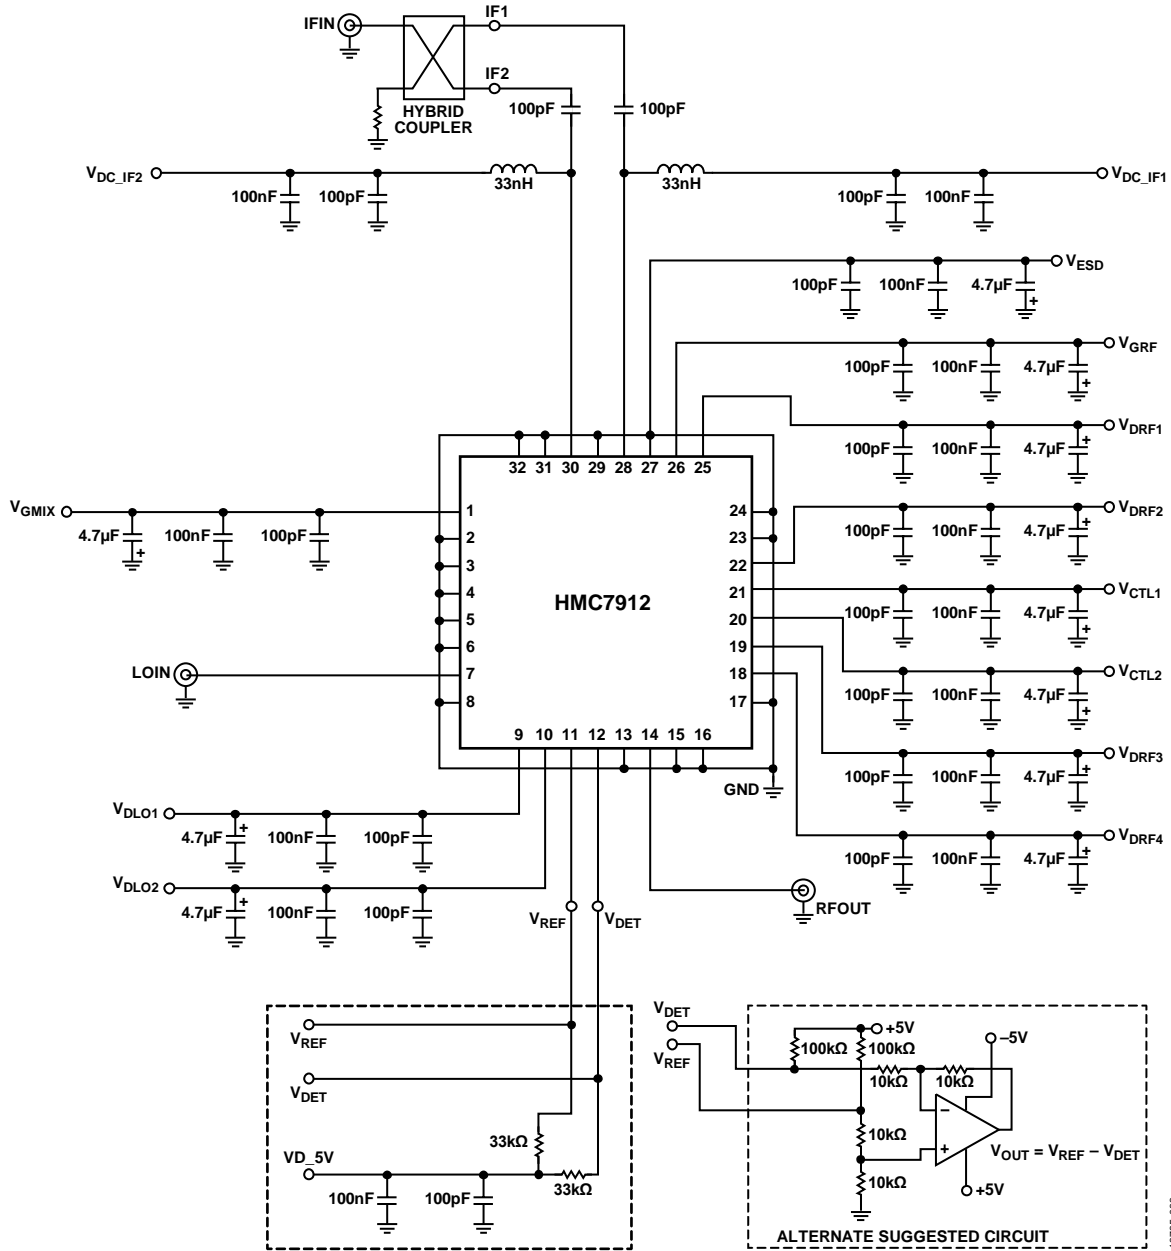 IFIN
IF1
IF2
HYBRID
COUPLER
100pF
100pF
VDC_IF2
100nF
100pF
33nH
33nH
100pF
100nF
VDC_IF1
100pF
100nF
4.7µF
+
VESD
100pF
100nF
4.7µF
+
VGRF
100pF
100nF
4.7µF
+
VDRF1
100pF
100nF
4.7µF
+
VDRF2
100pF
100nF
4.7µF
+
VCTL1
100pF
100nF
4.7µF
+
VCTL2
100pF
100nF
4.7µF
+
VDRF3
100pF
100nF
4.7µF
+
VDRF4
32 31 30 29 28 27 26 25
VGMIX
4.7µF
+
100nF
100pF
1
2
3
4
5
6
7
8
LOIN
HMC7912
24
23
22
21
20
19
18
17
9 10 11 12 13 14 15 16
GND
VDLO1
4.7µF
+
100nF
100pF
VDLO2
4.7µF
+
100nF
100pF
VREF
VDET
RFOUT
VREF
VDET
VD_5V
33kΩ
33kΩ
100nF
100pF
VDET
VREF
+5V
–5V
100kΩ
100kΩ
10kΩ
10kΩ
10kΩ
10kΩ
–
+
+5V
VOUT = VREF – VDET
ALTERNATE SUGGESTED CIRCUIT